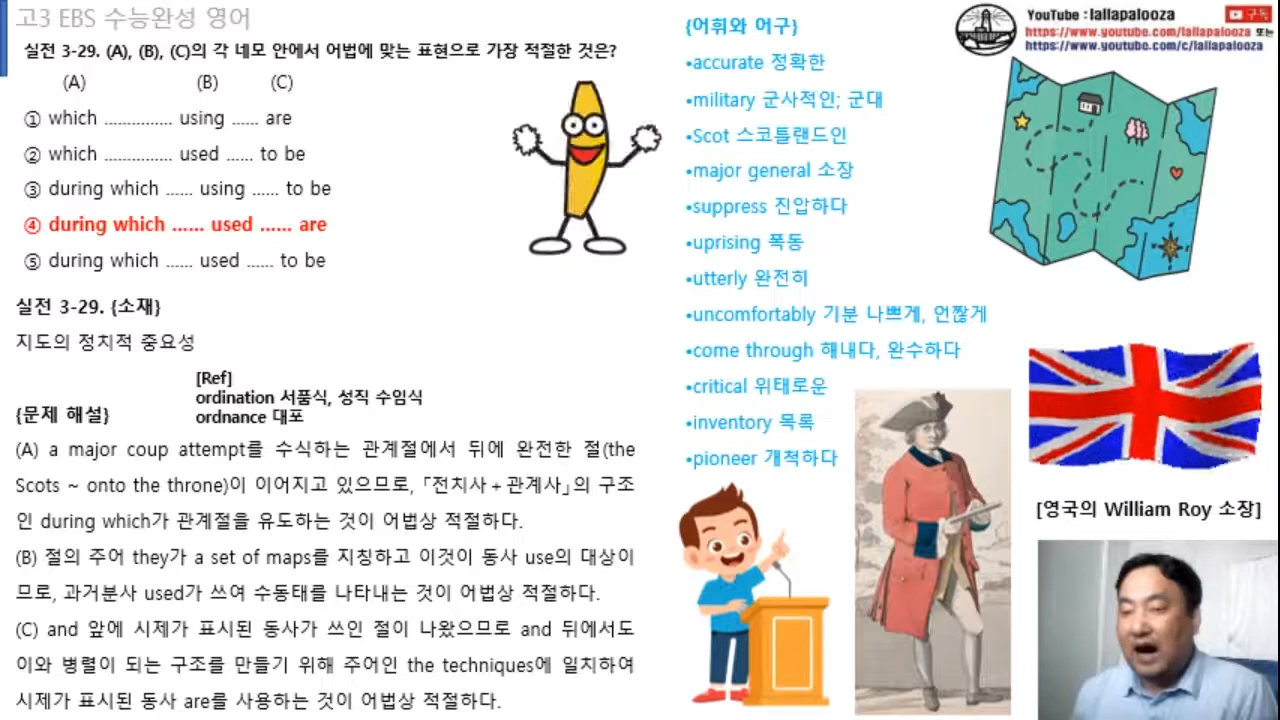 고3 EBS 수능완성 영어
실전 3-29. (A), (B), (C)의 각 네모 안에서 어법에 맞는 표현으로 가장 적절한 것은?
(A) (B) (C)
① which .............. using ...... are
② which .............. used ...... to be
③ during which ...... using ...... to be
④ during which ...... used ...... are
⑤ during which ...... used ...... to be
실전 3-29. {소재}
지도의 정치적 중요성
[Ref]
ordination 서품식, 성직 수임식
ordnance 대포
{문제 해설}
(A) a major coup attempt를 수식하는 관계절에서 뒤에 완전한 절(the
Scots ~ onto the throne)이 이어지고 있으므로, 「전치사 + 관계사」의 구조
인 during which가 관계절을 유도하는 것이 어법상 적절하다.
(B) 절의 주어 they가 a set of maps를 지칭하고 이것이 동사 use의 대상이
므로, 과거분사 used가 쓰여 수동태를 나타내는 것이 어법상 적절하다.
(C) and 앞에 시제가 표시된 동사가 쓰인 절이 나왔으므로 and 뒤에서도
이와 병렬이 되는 구조를 만들기 위해 주어인 the techniques에 일치하여
시제가 표시된 동사 are를 사용하는 것이 어법상 적절하다.
{어휘와 어구}
•accurate 정확한
•military 군사적인; 군대
•Scot 스코틀랜드인
•major general 소장
•suppress 진압하다
•uprising 폭동
•utterly 완전히
•uncomfortably 기분 나쁘게, 언짢게
•come through 해내다, 완수하다
•critical 위태로운
•inventory 목록
•pioneer 개척하다
YouTube : lallapalooza
구독
https://www.youtube.com/lallapalooza 또는
https://www.youtube.com/c/lallapalooza
[영국의 William Roy 소장]